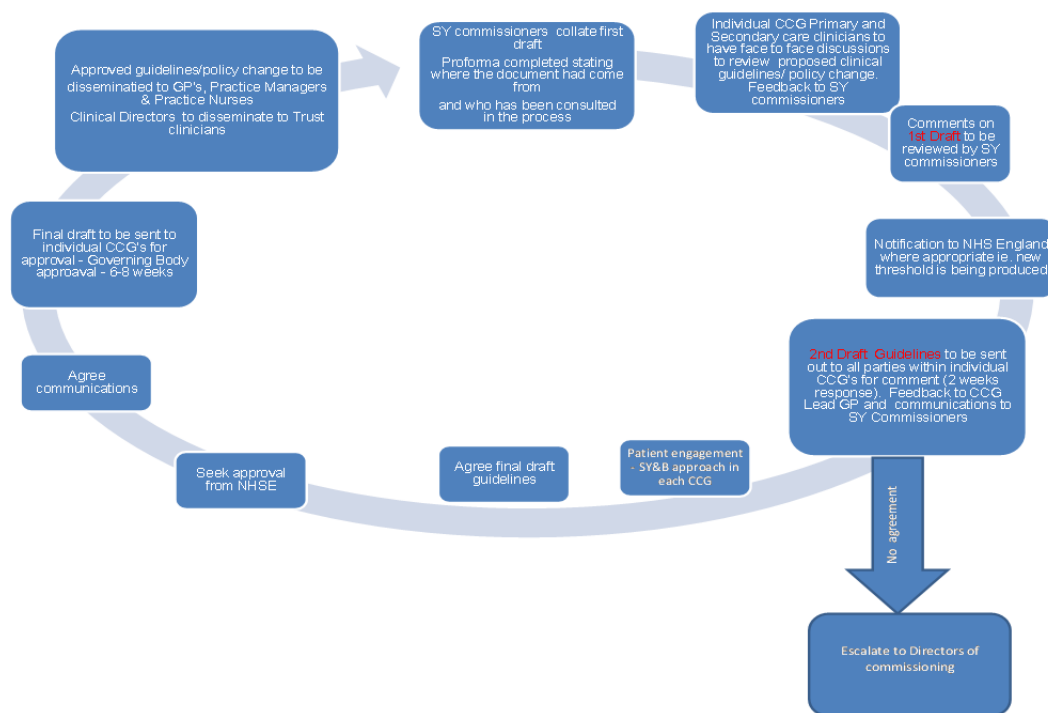 SY commissioners collate first
draft
Proforma completed stating
where the document had come
from
and who has been consulted
in the process
Individual CCG Primary and
Secondary care clinicians to
have face to face discussions
to review proposed clinical
guidelines/ policy change.
Feedback to SY
commissioners
Comments on
1st Draft to be
reviewed by SY
commissioners
Notification to NHS England
where appropriate ie. new
threshold is being produced
2nd Draft Guidelines to be sent
out to all parties within individual
CCG's for comment (2 weeks
response). Feedback to CCG
Lead GP and communications to
SY Commissioners
No agreement
Escalate to Directors of
commissioning
Patient engagement
- SY&B approach in
each CCG
Agree final draft
guidelines
Seek approval
from NHSE
Agree
communications
Final draft to be sent to
individual CCG's for
approval - Governing Body
approaval - 6-8 weeks
Approved guidelines/policy change to be
disseminatied to GP's, Practice Managers
& Practice Nurses
Clinical Directors to disseminate to Trust
clinicians